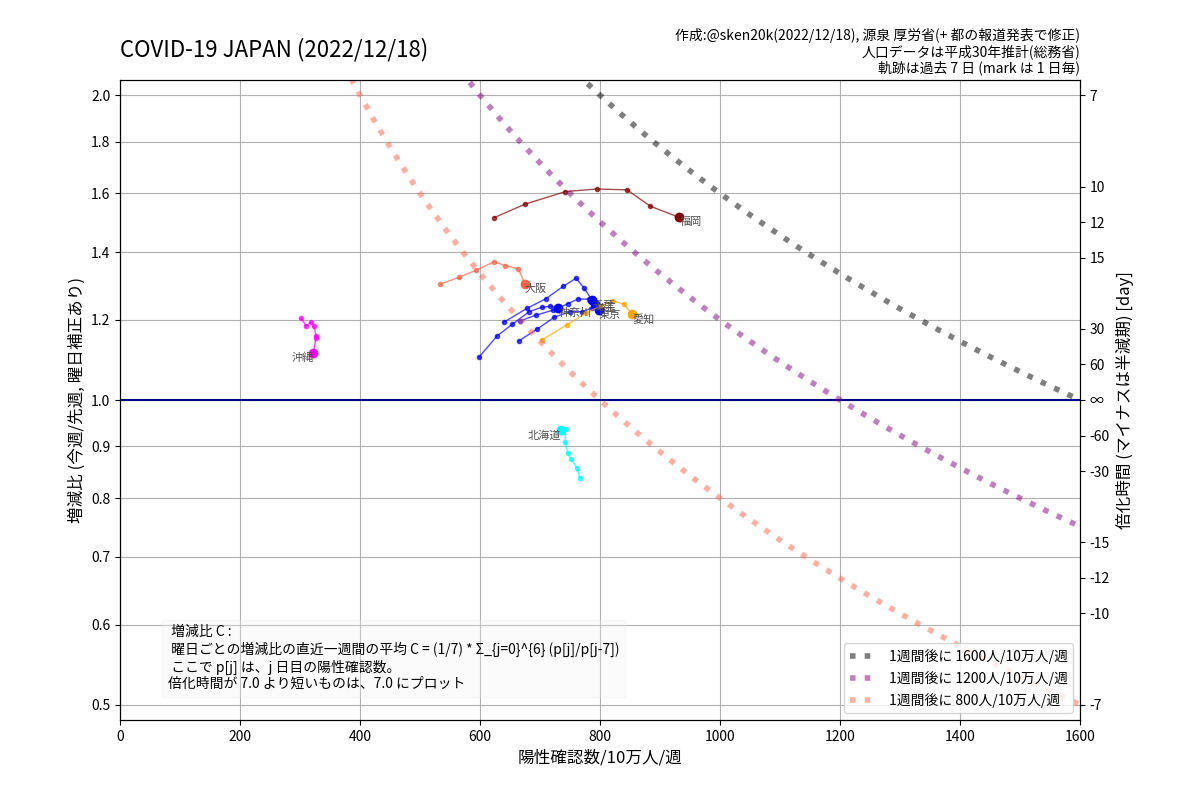 COVID-19 JAPAN (2022/12/18)
作成:@sken20k(2022/12/18), 源泉 厚労省(+ 都の報道発表で修正)
人口データは平成30年推計(総務省)
軌跡は過去 7 日 (mark は 1 日毎)
増減比 (今週/先週, 曜日補正あり)
2.0
1.8
1.6
1.4
1.2
1.0
0.9
0.8
0.7
0.6
0.5
福岡
大阪
千葉
神奈川
東京
愛知
沖縄
北海道
7
10
12
15
30
60
∞
-60
-30
-15
-12
-10
-7
倍化時間 (マイナスは半減期) [day]
増減比 C :
曜日ごとの増減比の直近一週間の平均 C = (1/7) * Σ_{j=0}^{6} (p[j]/p[j-7])
ここで p[j] は、j 日目の陽性確認数。
倍化時間が 7.0 より短いものは、7.0 にプロット
1週間後に 1600人/10万人/週
1週間後に 1200人/10万人/週
1週間後に 800人/10万人/週
0
200
400
600
800
1000
1200
1400
1600
陽性確認数/10万人/週